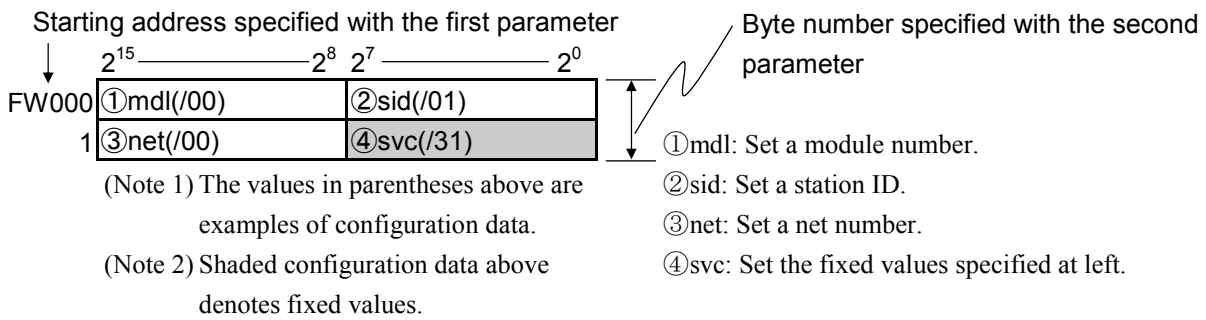 Starting address specified with the first parameter
Byte number specified with the second
parameter
2¹⁵ 2⁸ 2⁷ 2⁰
FW000 ①mdl(/00) ②sid(/01)
1 ③net(/00) ④svc(/31)
(Note 1) The values in parentheses above are
examples of configuration data.
(Note 2) Shaded configuration data above
denotes fixed values.
①mdl: Set a module number.
②sid: Set a station ID.
③net: Set a net number.
④svc: Set the fixed values specified at left.